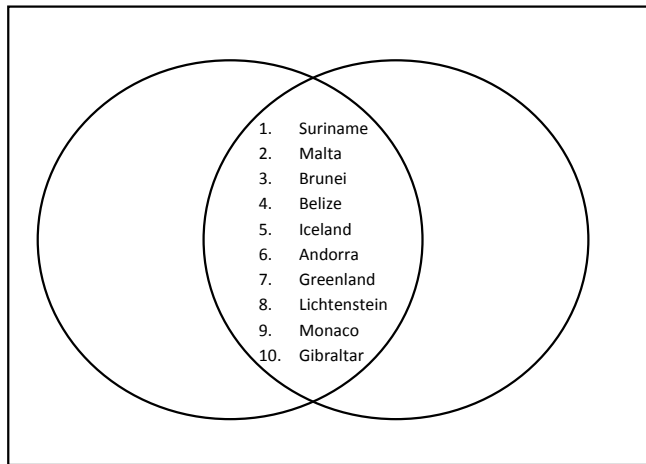 1. Suriname
2. Malta
3. Brunei
4. Belize
5. Iceland
6. Andorra
7. Greenland
8. Lichtenstein
9. Monaco
10. Gibraltar